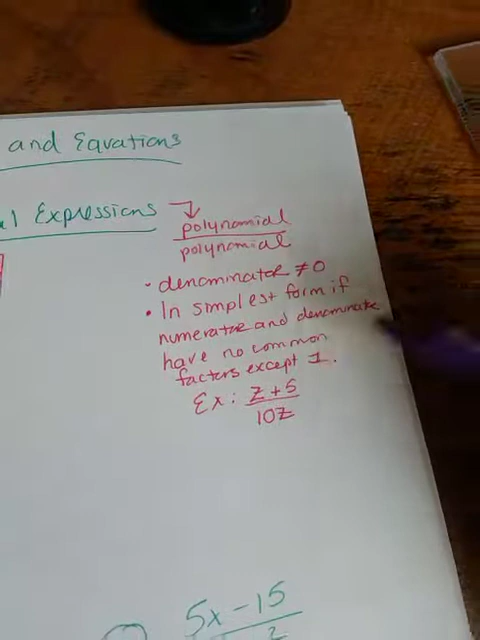 and Equations
Expressions
polynomial
polynomial
• denominator ≠0
• In simplest form if
numerator and denominator
have no common
factors except 1.
Ex: z+5
10z
5x-15
2